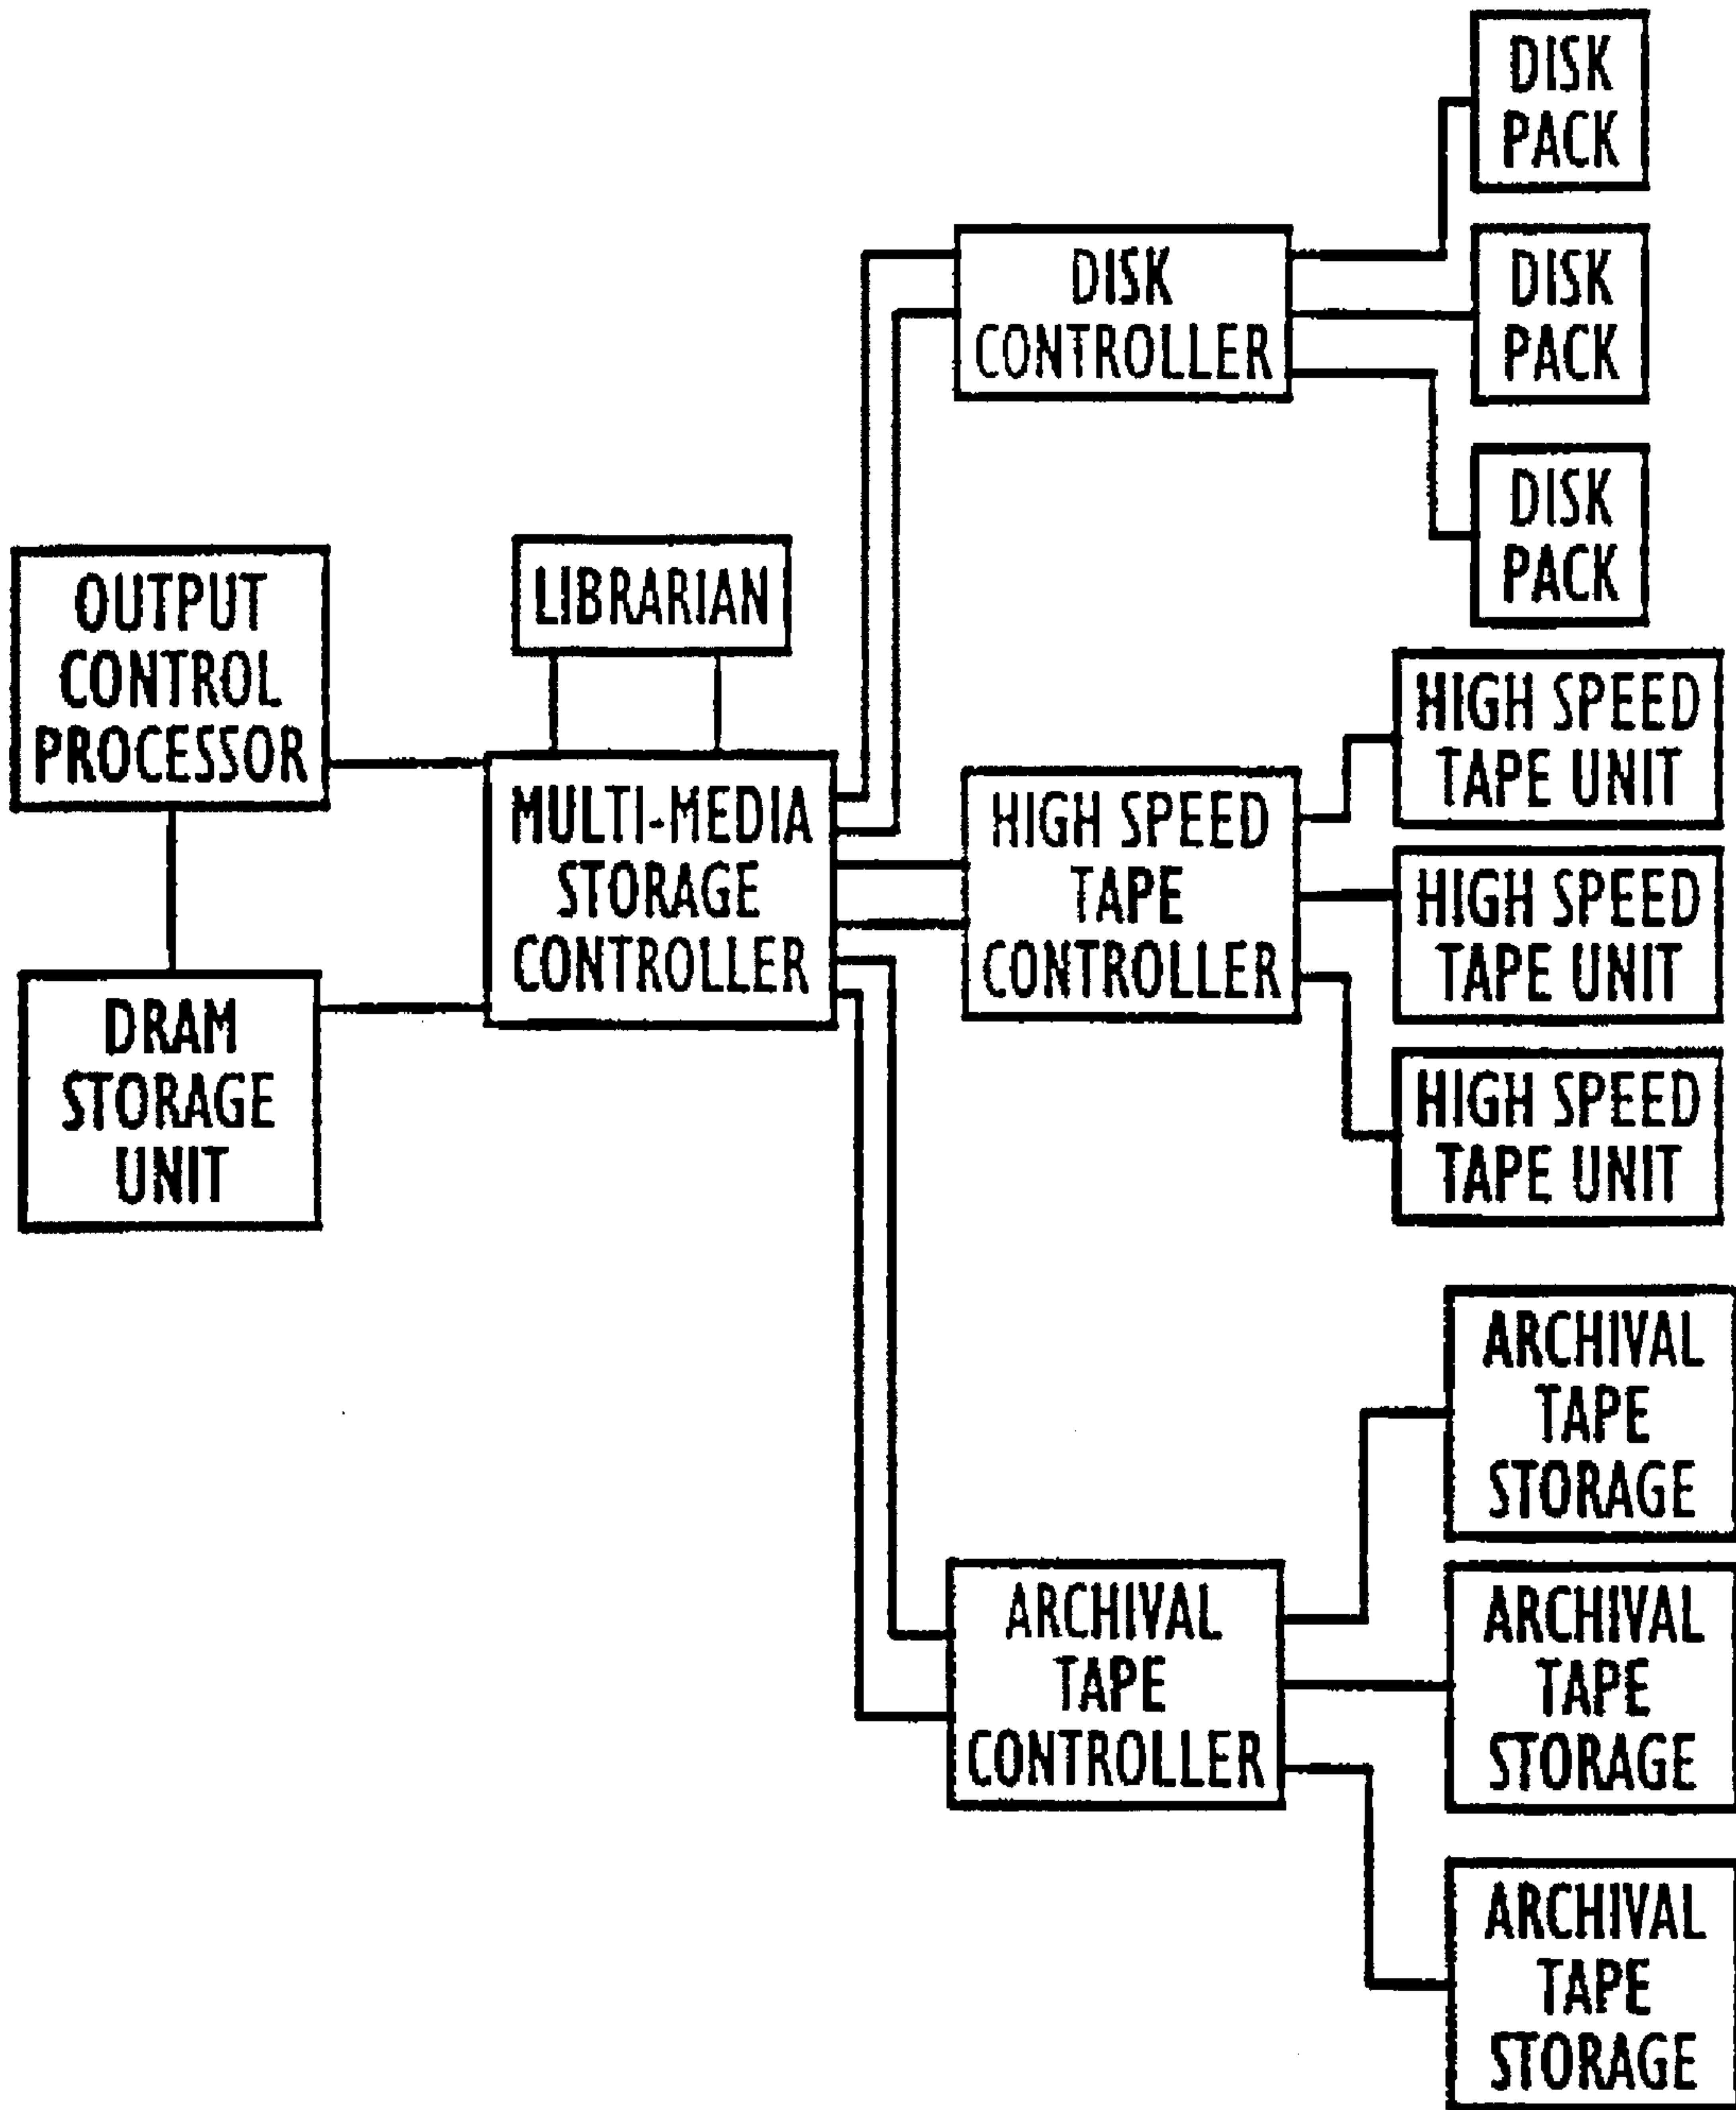 DISK
PACK
DISK
CONTROLLER
DISK
PACK
DISK
PACK
OUTPUT
CONTROL
PROCESSOR
LIBRARIAN
MULTI-MEDIA
STORAGE
CONTROLLER
DRAM
STORAGE
UNIT
HIGH SPEED
TAPE
CONTROLLER
HIGH SPEED
TAPE UNIT
HIGH SPEED
TAPE UNIT
HIGH SPEED
TAPE UNIT
ARCHIVAL
TAPE
CONTROLLER
ARCHIVAL
TAPE
STORAGE
ARCHIVAL
TAPE
STORAGE
ARCHIVAL
TAPE
STORAGE